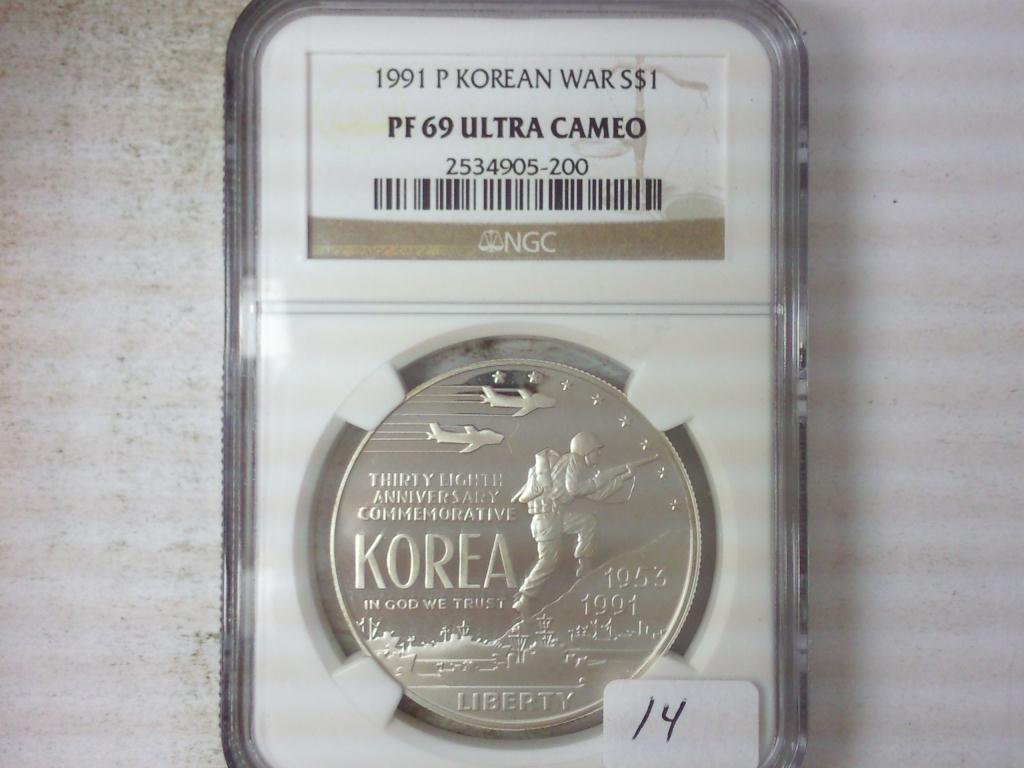 1991 P KOREAN WAR S$1
PF 69 ULTRA CAMEO
2534905-200
NGC
THIRTY EIGHTH
ANNIVERSARY
COMMEMORATIVE
KOREA
IN GOD WE TRUST
1953
1991
LIBERTY
14